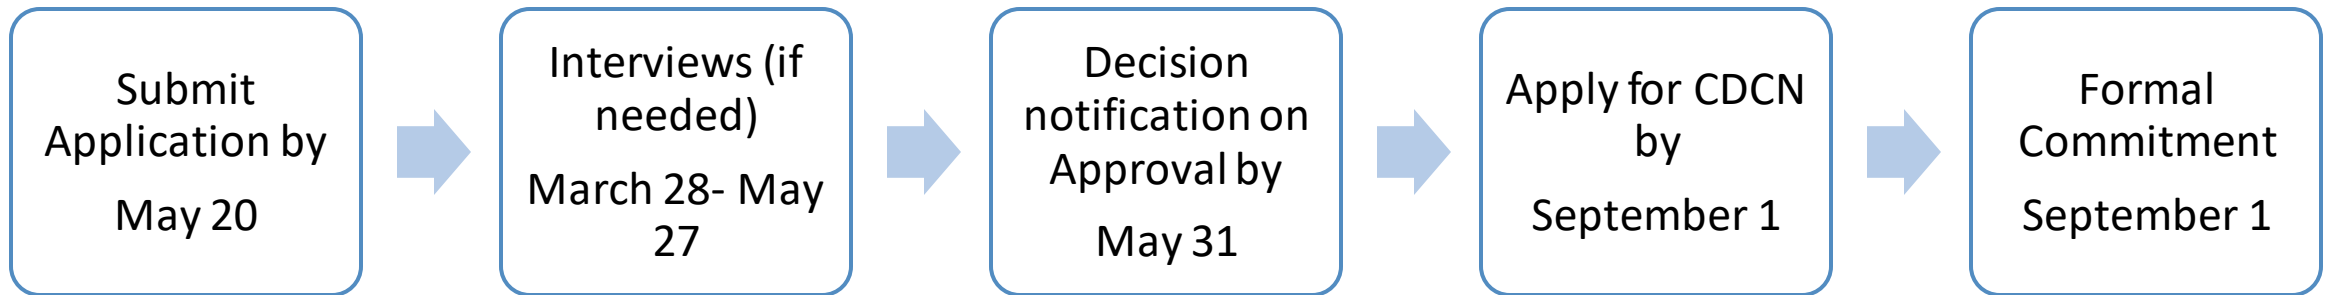 Submit
Application by
May 20
Interviews (if
needed)
March 28- May
27
Decision
notification on
Approval by
May 31
Apply for CDCN
by
September 1
Formal
Commitment
September 1